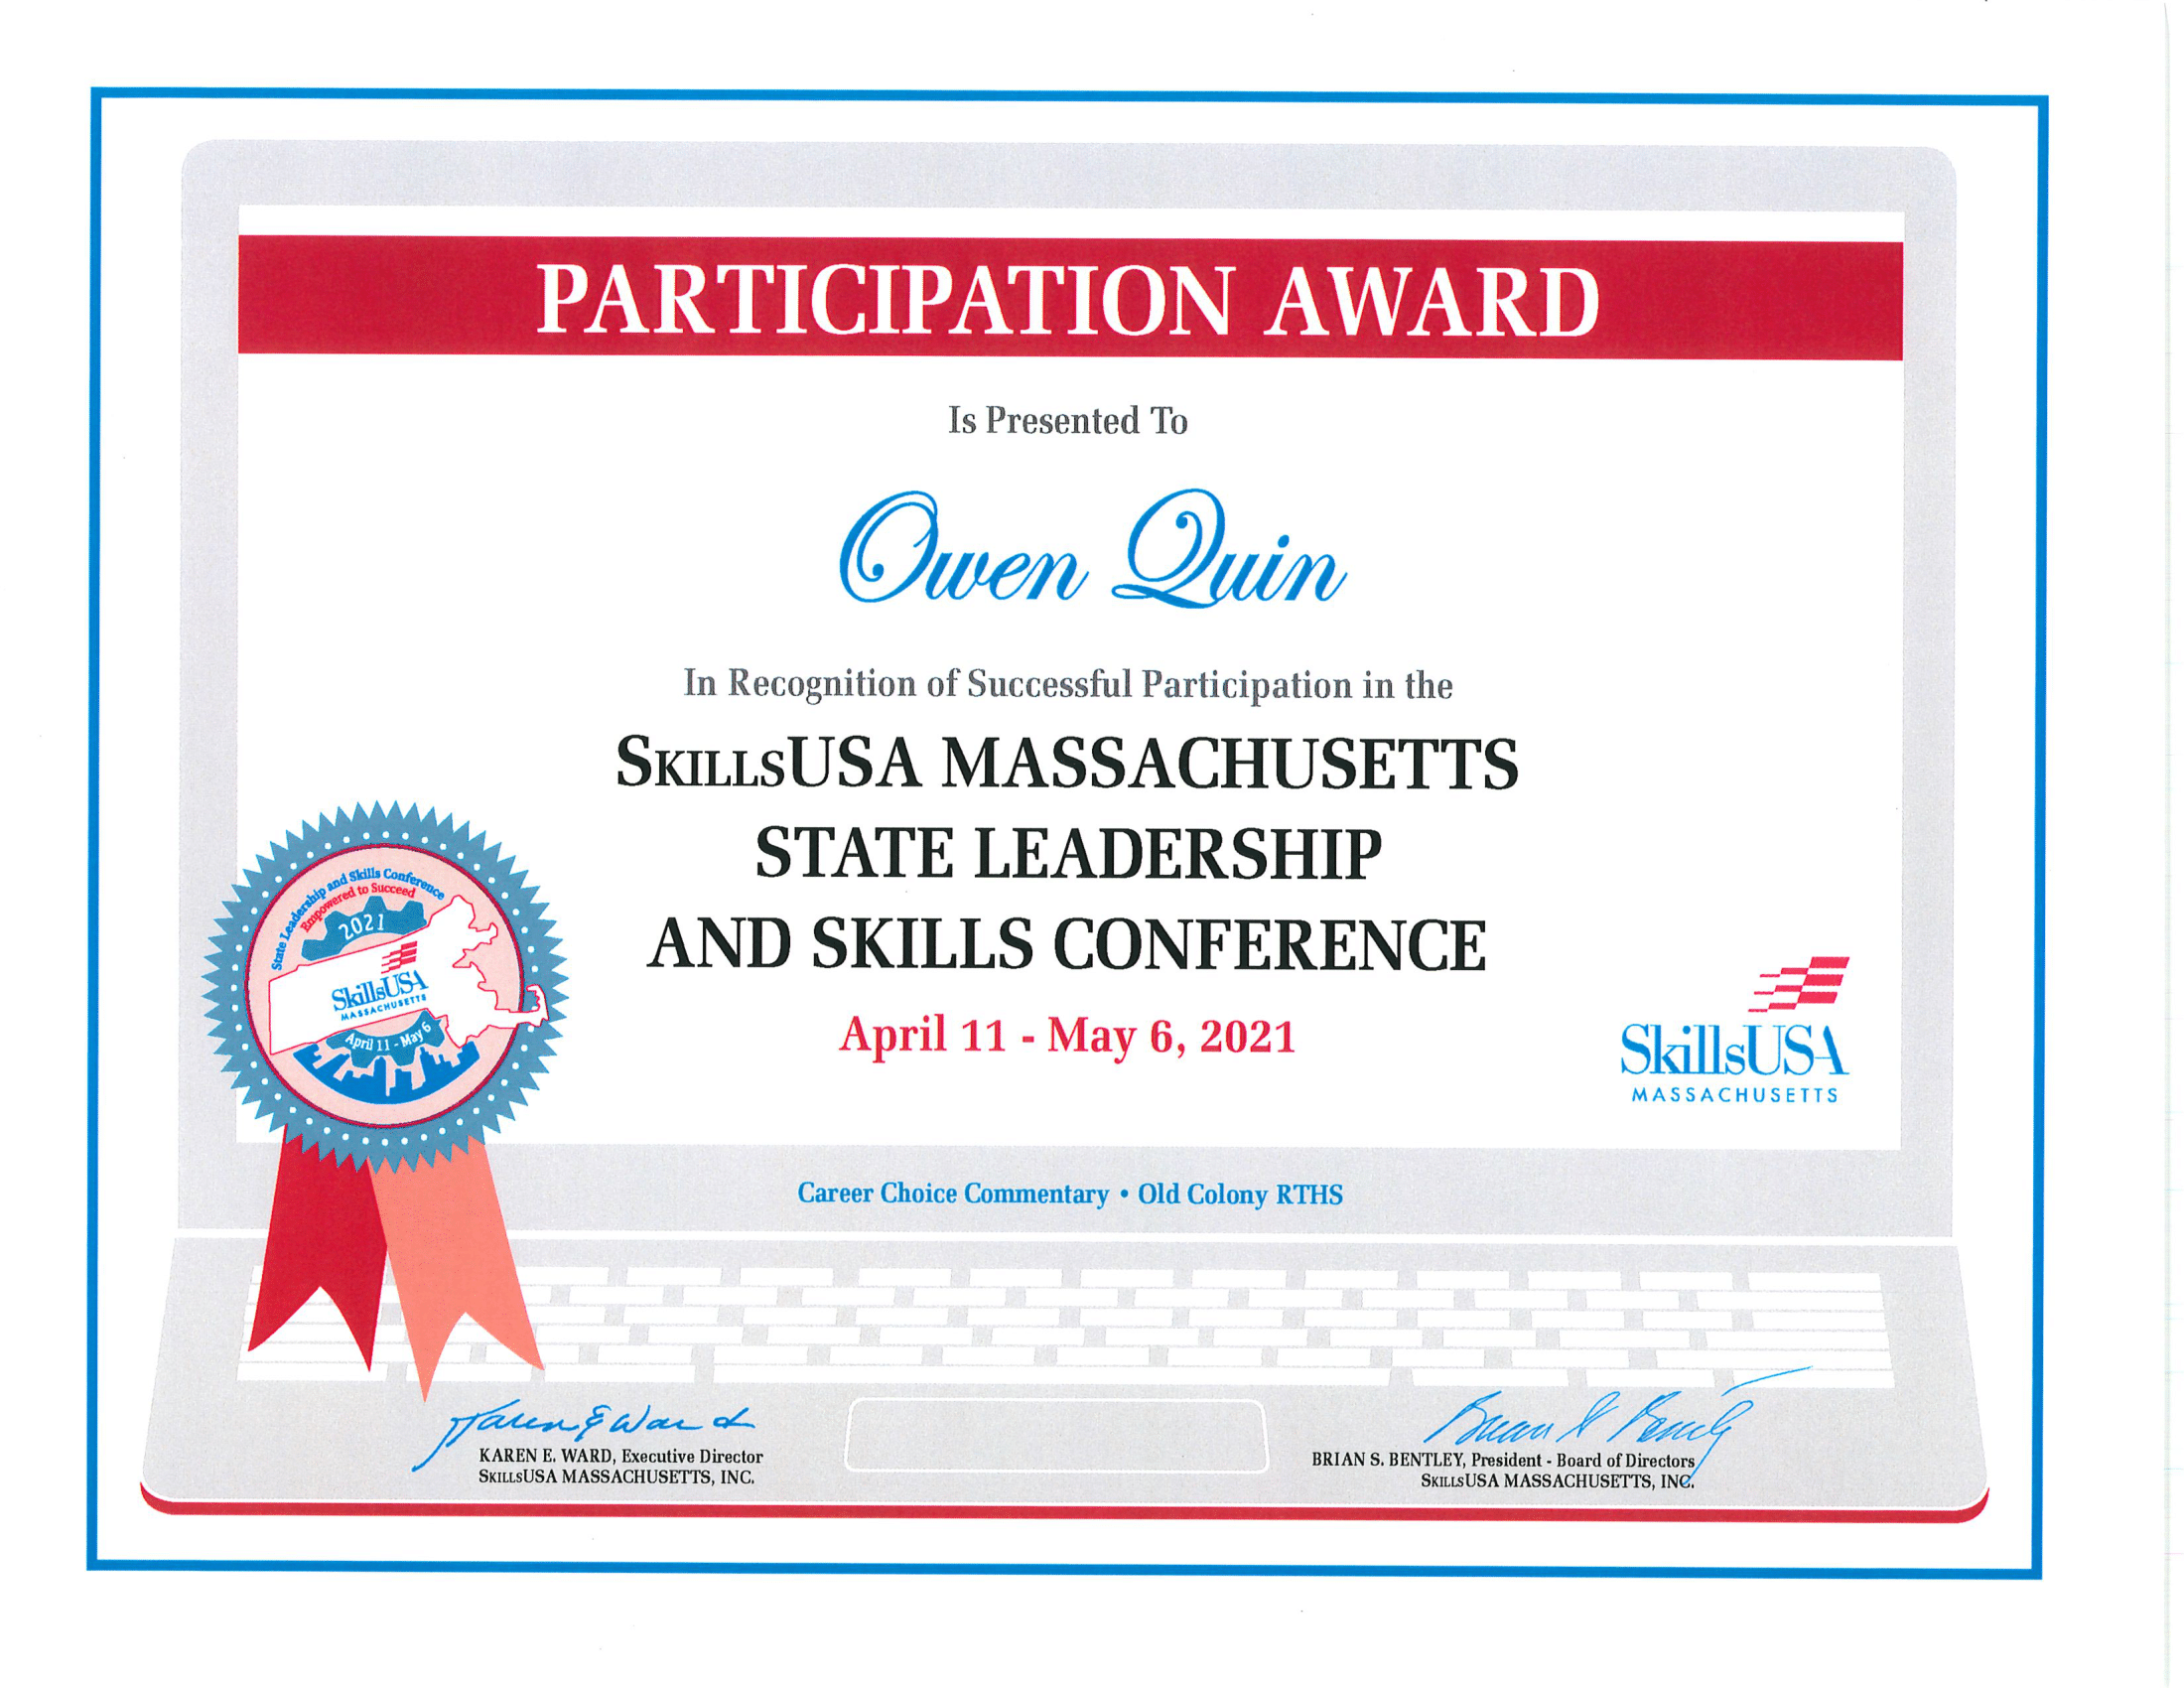 PARTICIPATION AWARD
Is Presented To
Owen Quin
In Recognition of Successful Participation in the
SkillsUSA MASSACHUSETTS
STATE LEADERSHIP
AND SKILLS CONFERENCE
April 11 - May 6, 2021
State Leadership and Skills Conference
Empowered to Succeed
2021
SkillsUSA
MASSACHUSETTS
April 11 - May 6
SkillsUSA
MASSACHUSETTS
Career Choice Commentary • Old Colony RTHS
Karen E Ward
KAREN E. WARD, Executive Director
SkillsUSA MASSACHUSETTS, INC.
Brian S Bentley
BRIAN S. BENTLEY, President - Board of Directors
SkillsUSA MASSACHUSETTS, INC.